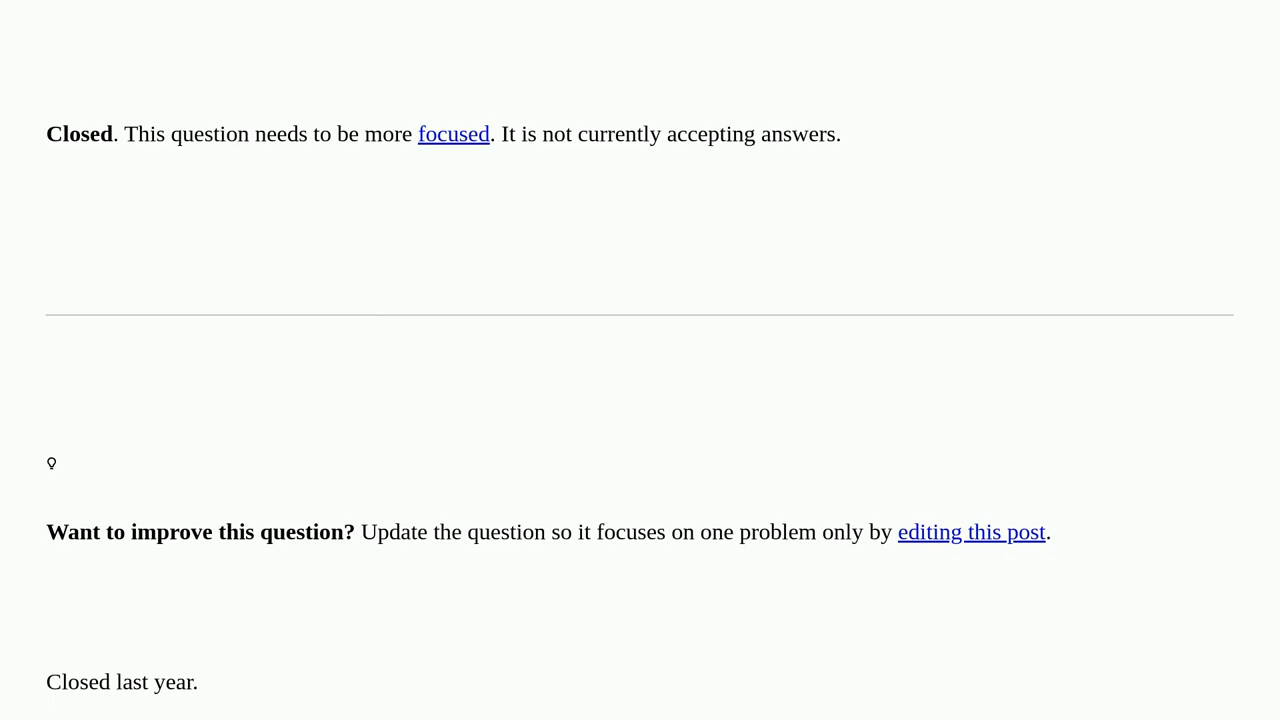 Closed. This question needs to be more focused. It is not currently accepting answers.
Want to improve this question? Update the question so it focuses on one problem only by editing this post.
Closed last year.